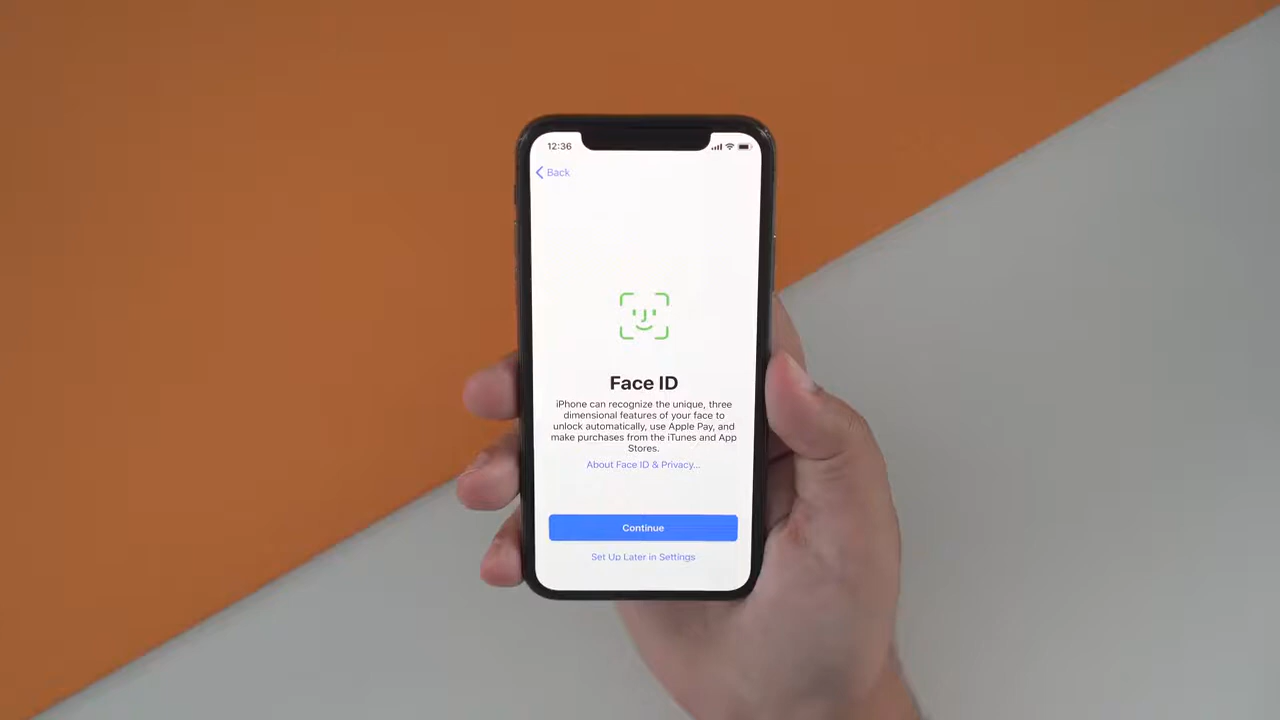 12:36
Back
Face ID
iPhone can recognize the unique, three
dimensional features of your face to
unlock automatically, use Apple Pay, and
make purchases from the iTunes and App
Stores.
About Face ID & Privacy...
Continue
Set Up Later in Settings